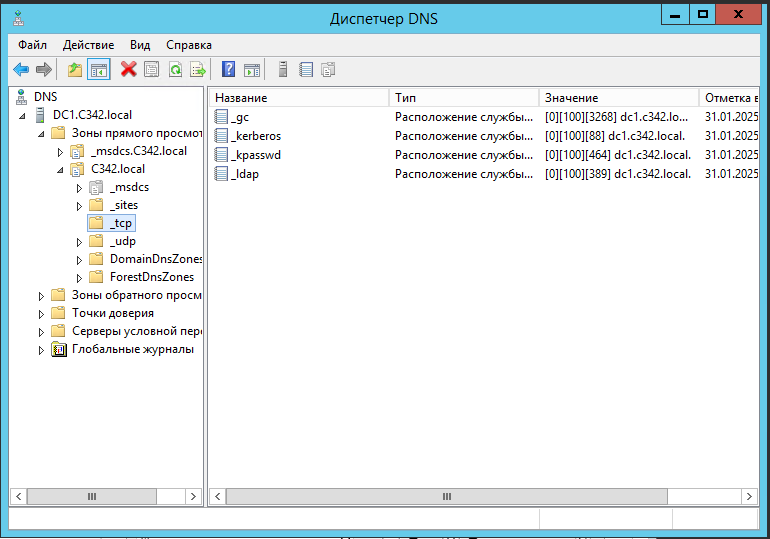 Диспетчер DNS
Файл Действие Вид Справка
DNS
DC1.C342.local
Зоны прямого просмот
_msdcs.C342.local
C342.local
_msdcs
_sites
_tcp
_udp
DomainDnsZones
ForestDnsZones
Зоны обратного просм
Точки доверия
Серверы условной пере
Глобальные журналы
Название Тип Значение Отметка в
_gc Расположение службы... [0][100][3268] dc1.c342.lo... 31.01.2025
_kerberos Расположение службы... [0][100][88] dc1.c342.local. 31.01.2025
_kpasswd Расположение службы... [0][100][464] dc1.c342.local. 31.01.2025
_ldap Расположение службы... [0][100][389] dc1.c342.local. 31.01.2025